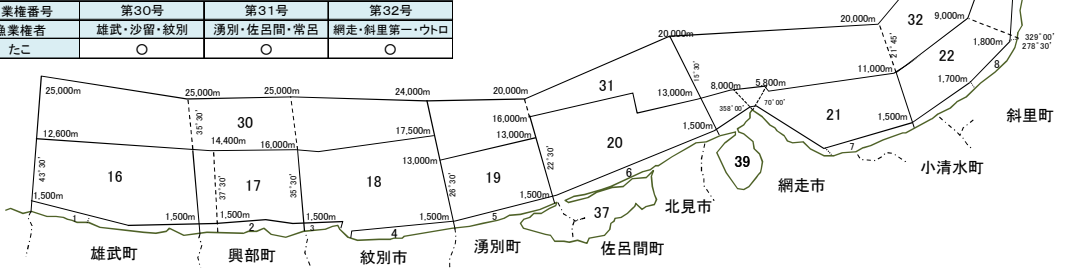 業権番号 第30号 第31号 第32号
漁業権者 雄武・沙留・紋別 湧別・佐呂間・常呂 網走・斜里第一・ウトロ
たこ ○ ○ ○
20,000m 32 9,000m 329°00'
278°30'
20,000m 21°45' 22 1,800m 8
25,000m 25,000m 25,000m 24,000m 20,000m 31 15°30' 13,000m 8,000m 5,800m 11,000m 1,700m
斜里町
35°30' 30 16,000m 358°00' 70°00' 21 1,500m
12,600m 14,400m 16,000m 17,500m 13,000m 20 1,500m 7
小清水町
43°30' 16 37°30' 17 35°30' 18 13,000m 26°30' 19 22°30' 6 39
網走市
1,500m 1,500m 1,500m 1,500m 1,500m 1,500m 37
北見市
1 2 3 4 5
雄武町 興部町 紋別市 湧別町 佐呂間町